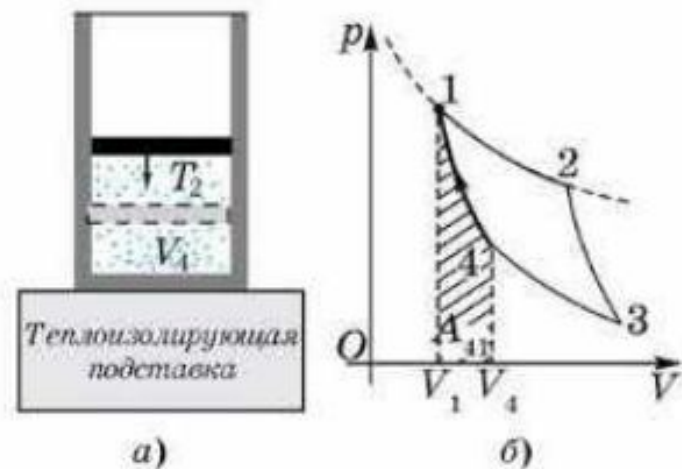 T₂
V₄
Теплоизолирующая
подставка
а)
p
1
2
4
3
A₄₁
O
V₁
V₄
V
б)